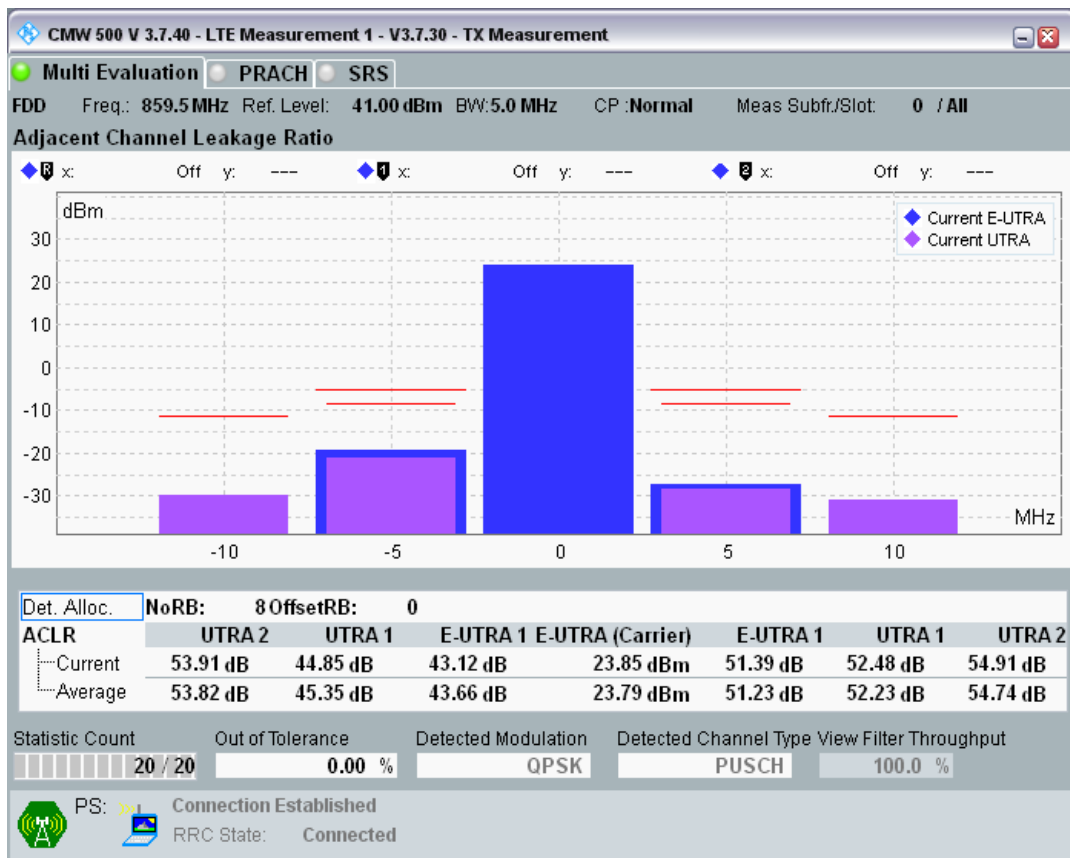 CMW 500 V 3.7.40 - LTE Measurement 1 - V3.7.30 - TX Measurement
Multi Evaluation PRACH SRS
FDD Freq.: 859.5 MHz Ref. Level: 41.00 dBm BW:5.0 MHz CP :Normal Meas Subfr./Slot: 0 / All
Adjacent Channel Leakage Ratio
R x: Off y: --- 1 x: Off y: --- 2 x: Off y: ---
dBm
Current E-UTRA
Current UTRA
30
20
10
0
-10
-20
-30
MHz
-10 -5 0 5 10
Det. Alloc. NoRB: 8 OffsetRB: 0
ACLR UTRA 2 UTRA 1 E-UTRA 1 E-UTRA (Carrier) E-UTRA 1 UTRA 1 UTRA 2
Current 53.91 dB 44.85 dB 43.12 dB 23.85 dBm 51.39 dB 52.48 dB 54.91 dB
Average 53.82 dB 45.35 dB 43.66 dB 23.79 dBm 51.23 dB 52.23 dB 54.74 dB
Statistic Count Out of Tolerance Detected Modulation Detected Channel Type View Filter Throughput
20 / 20 0.00 % QPSK PUSCH 100.0 %
PS: Connection Established
RRC State: Connected